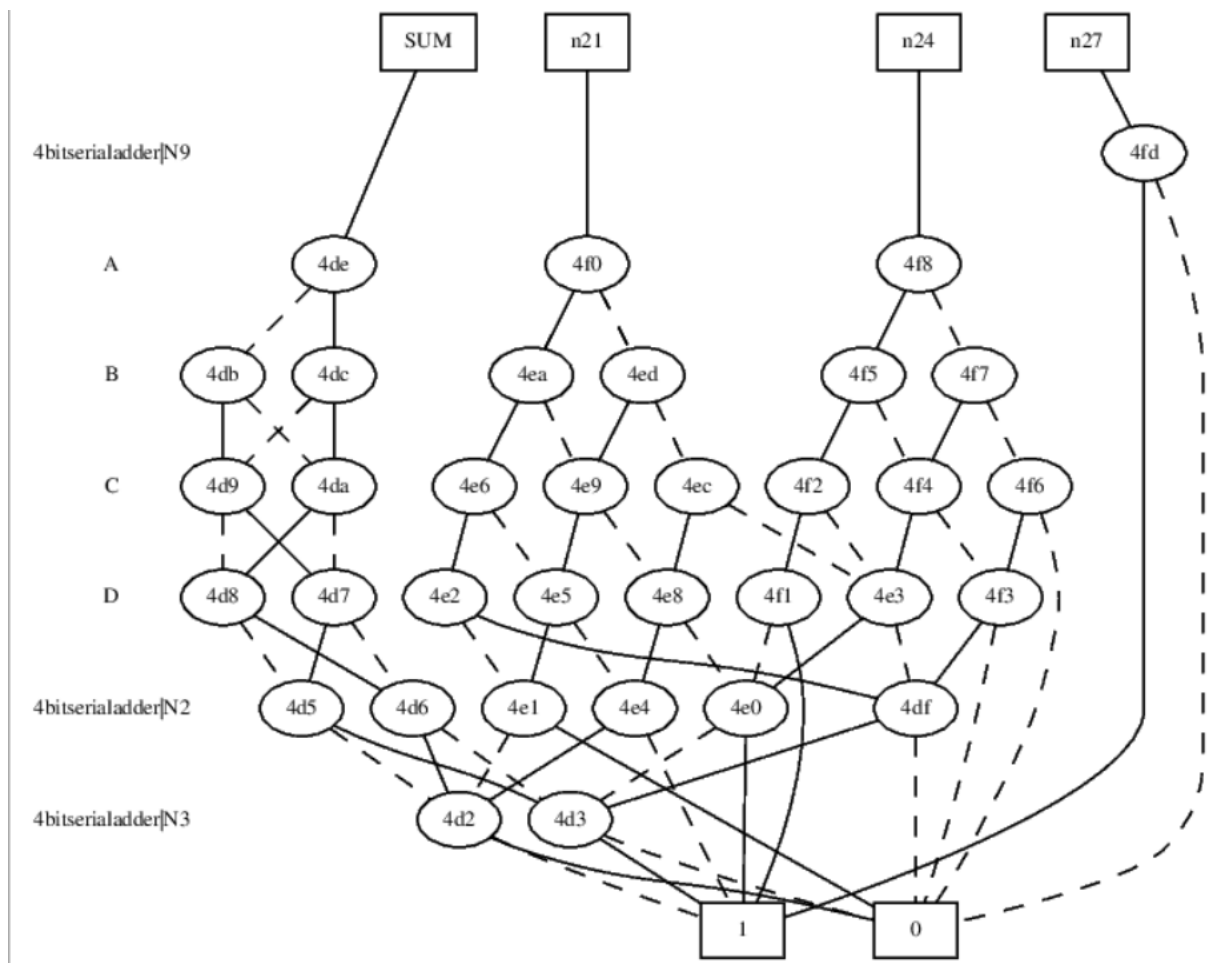 SUM n21 n24 n27
4bitserialadder|N9 4fd
A 4de 4f0 4f8
B 4db 4dc 4ea 4ed 4f5 4f7
C 4d9 4da 4e6 4e9 4ec 4f2 4f4 4f6
D 4d8 4d7 4e2 4e5 4e8 4f1 4e3 4f3
4bitserialadder|N2 4d5 4d6 4e1 4e4 4e0 4df
4bitserialadder|N3 4d2 4d3
1 0